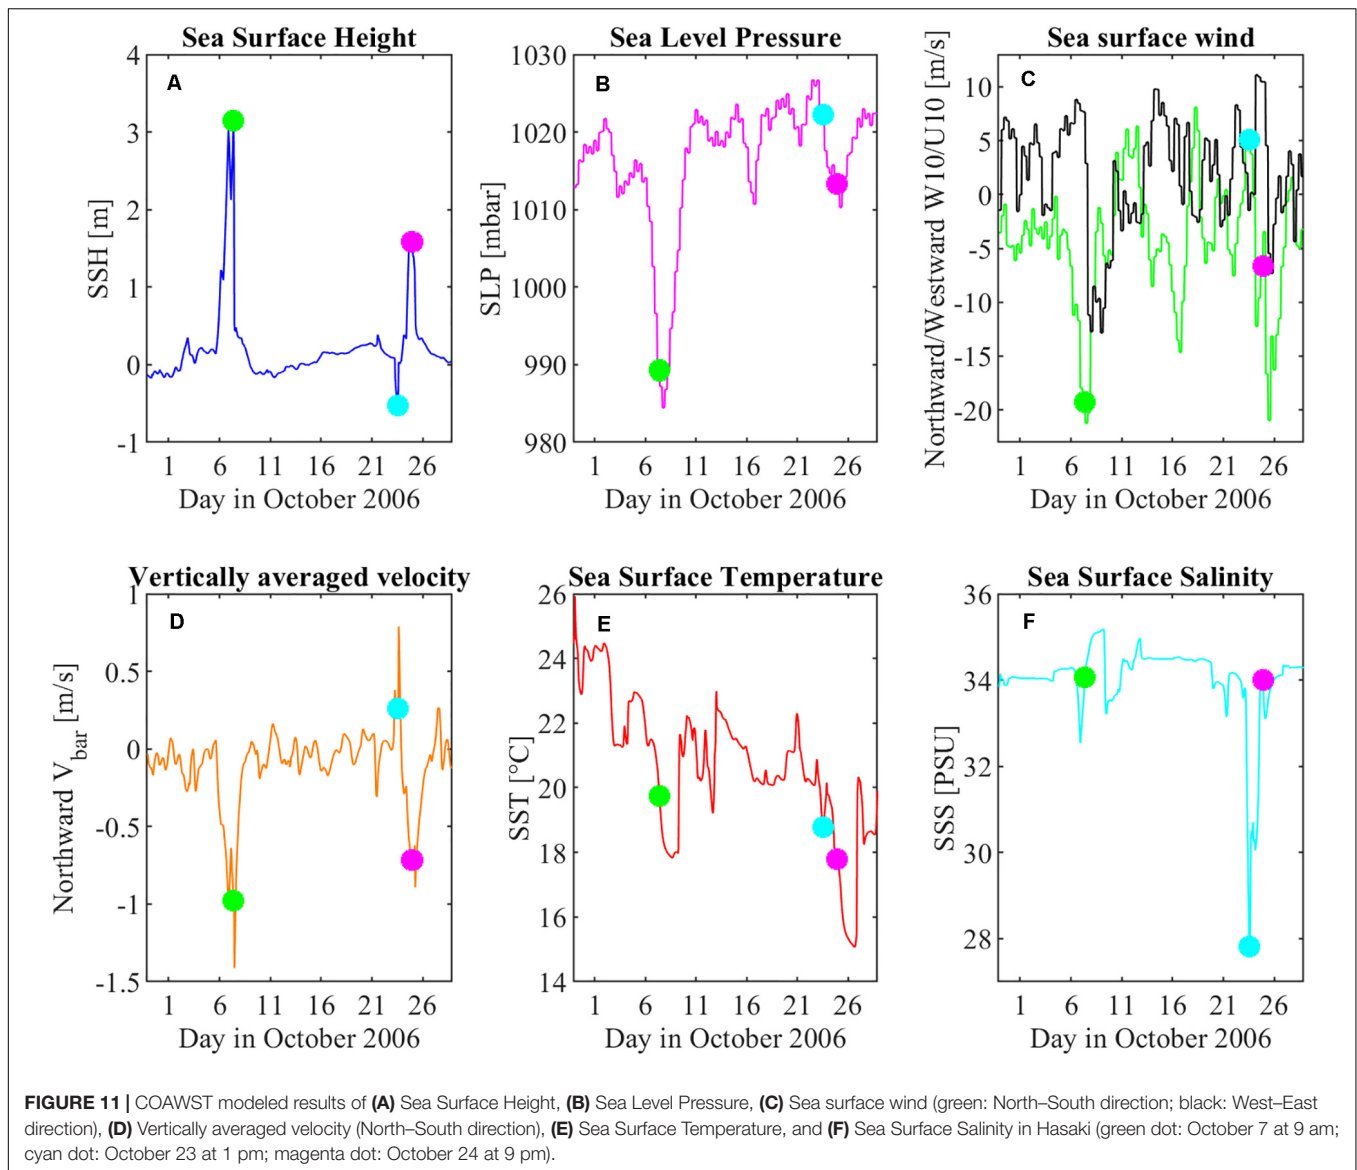 Sea Surface Height
A
4
3
2
1
0
-1
SSH [m]
1 6 11 16 21 26
Day in October 2006
Sea Level Pressure
B
1030
1020
1010
1000
990
980
SLP [mbar]
1 6 11 16 21 26
Day in October 2006
Sea surface wind
C
10
5
0
-5
-10
-15
-20
Northward/Westward W10/U10 [m/s]
1 6 11 16 21 26
Day in October 2006
Vertically averaged velocity
D
1
0.5
0
-0.5
-1
-1.5
Northward Vbar [m/s]
1 6 11 16 21 26
Day in October 2006
Sea Surface Temperature
E
26
24
22
20
18
16
14
SST [°C]
1 6 11 16 21 26
Day in October 2006
Sea Surface Salinity
F
36
34
32
30
28
SSS [PSU]
1 6 11 16 21 26
Day in October 2006
FIGURE 11 | COAWST modeled results of (A) Sea Surface Height, (B) Sea Level Pressure, (C) Sea surface wind (green: North–South direction; black: West–East
direction), (D) Vertically averaged velocity (North–South direction), (E) Sea Surface Temperature, and (F) Sea Surface Salinity in Hasaki (green dot: October 7 at 9 am;
cyan dot: October 23 at 1 pm; magenta dot: October 24 at 9 pm).